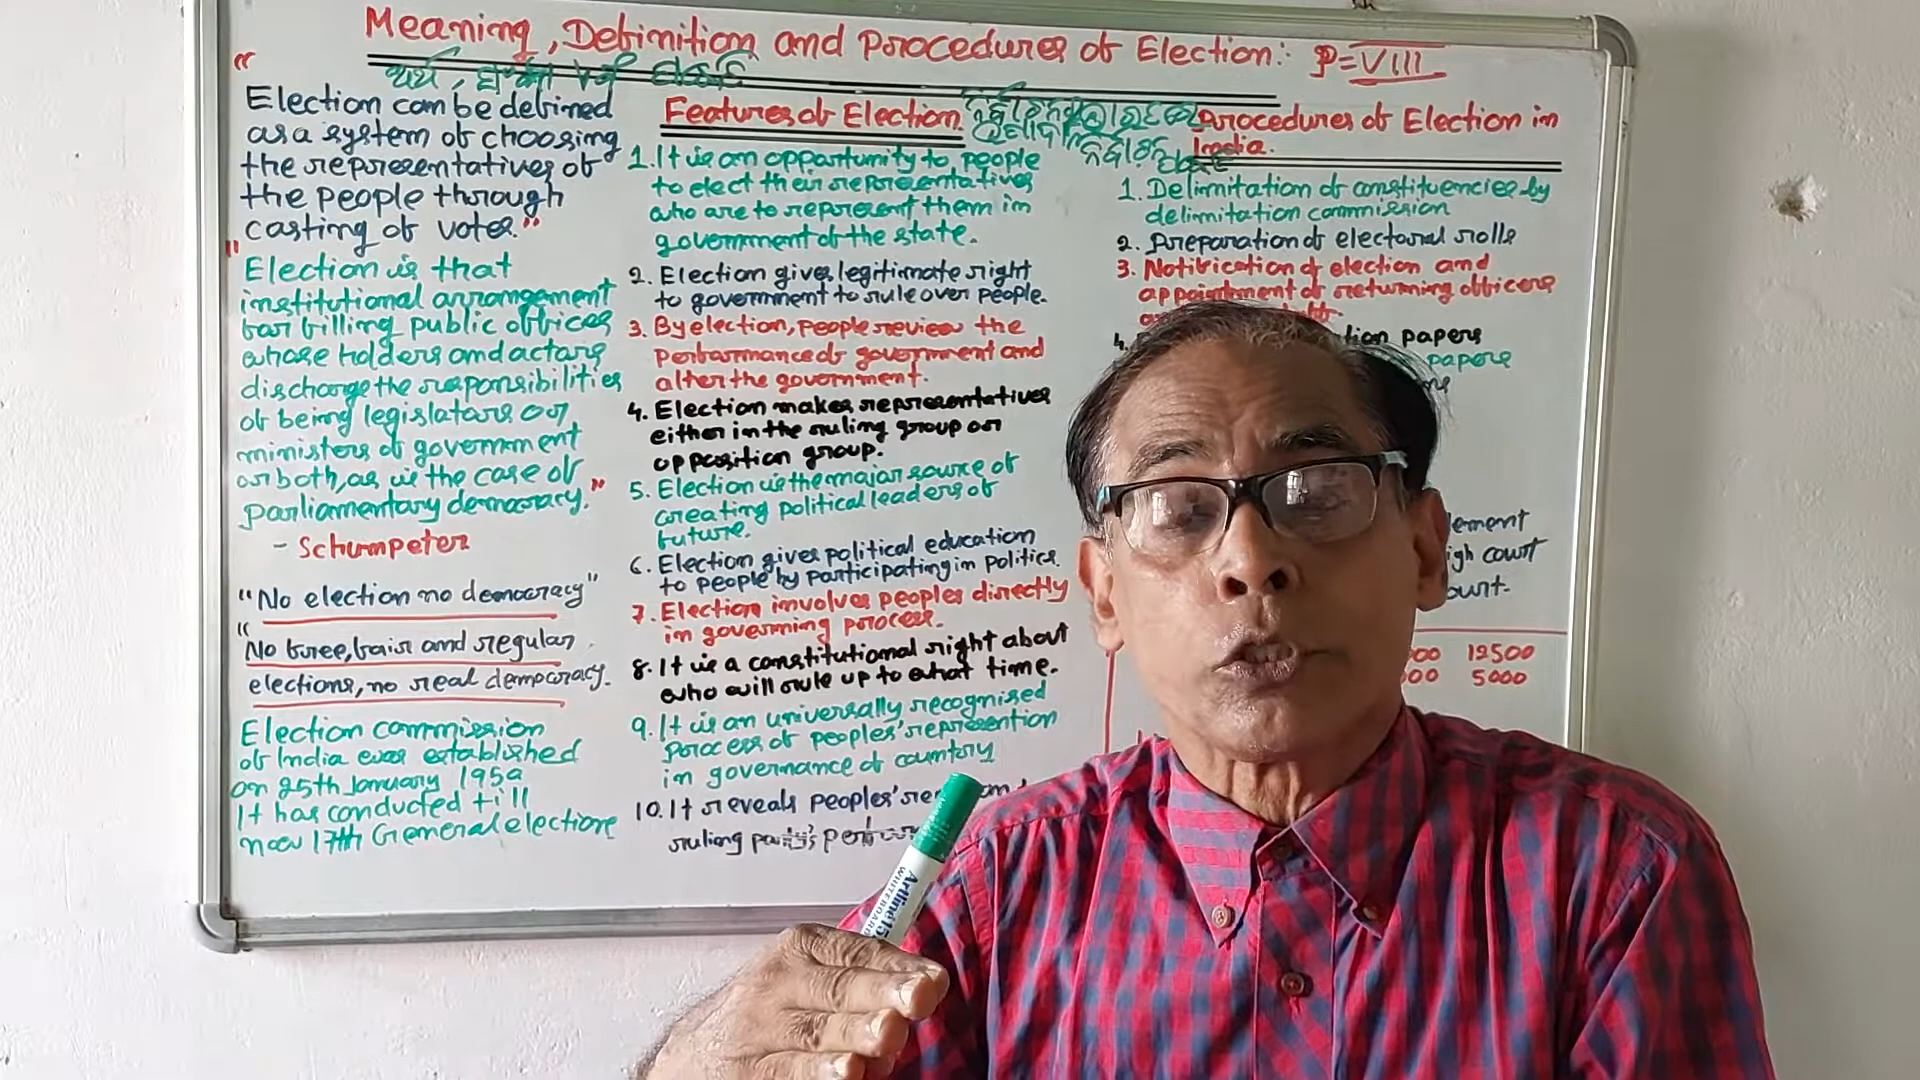 Meaning, Definition and Procedures of Election: P=VIII
ଅର୍ଥ, ସଂଜ୍ଞା ଏବଂ ପଦ୍ଧତି
"
Election can be defined
as a system of choosing
the representatives of
the people through
casting of votes."
"Election is that
institutional arrangement
for filling public offices
whose holders and actors
discharge the responsibilities
of being legislators or
ministers of government
or both, as is the case of
parliamentary democracy."
- Schumpeter
"No election no democracy"
"No free, fair and regular
elections, no real democracy.
Election commission
of India was established
on 25th January 1950
It has conducted till
now 17th General elections
Features of Election
1. It is an opportunity to people
to elect their representatives
who are to represent them in
government of the state.
2. Election gives legitimate right
to government to rule over people.
3. By election, people review the
performance of government and
alter the government.
4. Election makes representatives
either in the ruling group or
opposition group.
5. Election is the major source of
creating political leaders of
future.
6. Election gives political education
to people by participating in politics.
7. Election involves peoples directly
in governing process.
8. It is a constitutional right about
who will rule up to what time.
9. It is an universally recognised
process of peoples' represention
in governance of country
10. It reveals peoples'
ruling party's
Procedures of Election in
India.
1. Delimitation of constituencies by
delimitation commission
2. Preparation of electoral rolls
3. Notification of election and
appointment of returning officers
4. papers
papers
court
12500
5000
Artline
WHITEBOARD